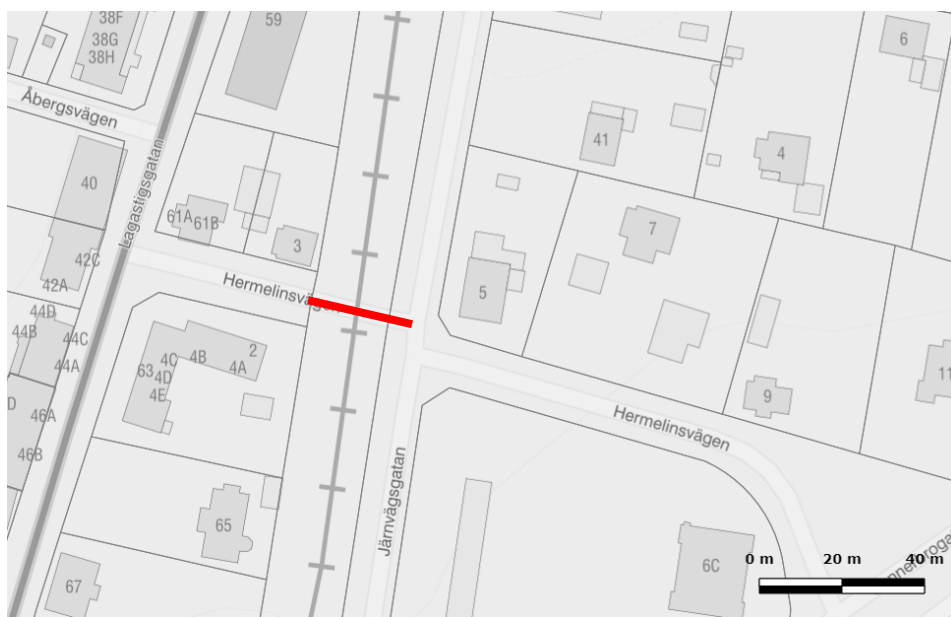 38F
38G
38H
59
6
Åbergsvägen
41
4
40
Lagastigsgatan
61A
61B
7
3
42C
42A
Hermelinsvägen
5
44D
44B
44C
44A
2
4B
4C
4A
63
4D
4E
11
9
D
46A
46B
Hermelinsvägen
Järnvägsgatan
65
67
6C
0 m
20 m
40 m